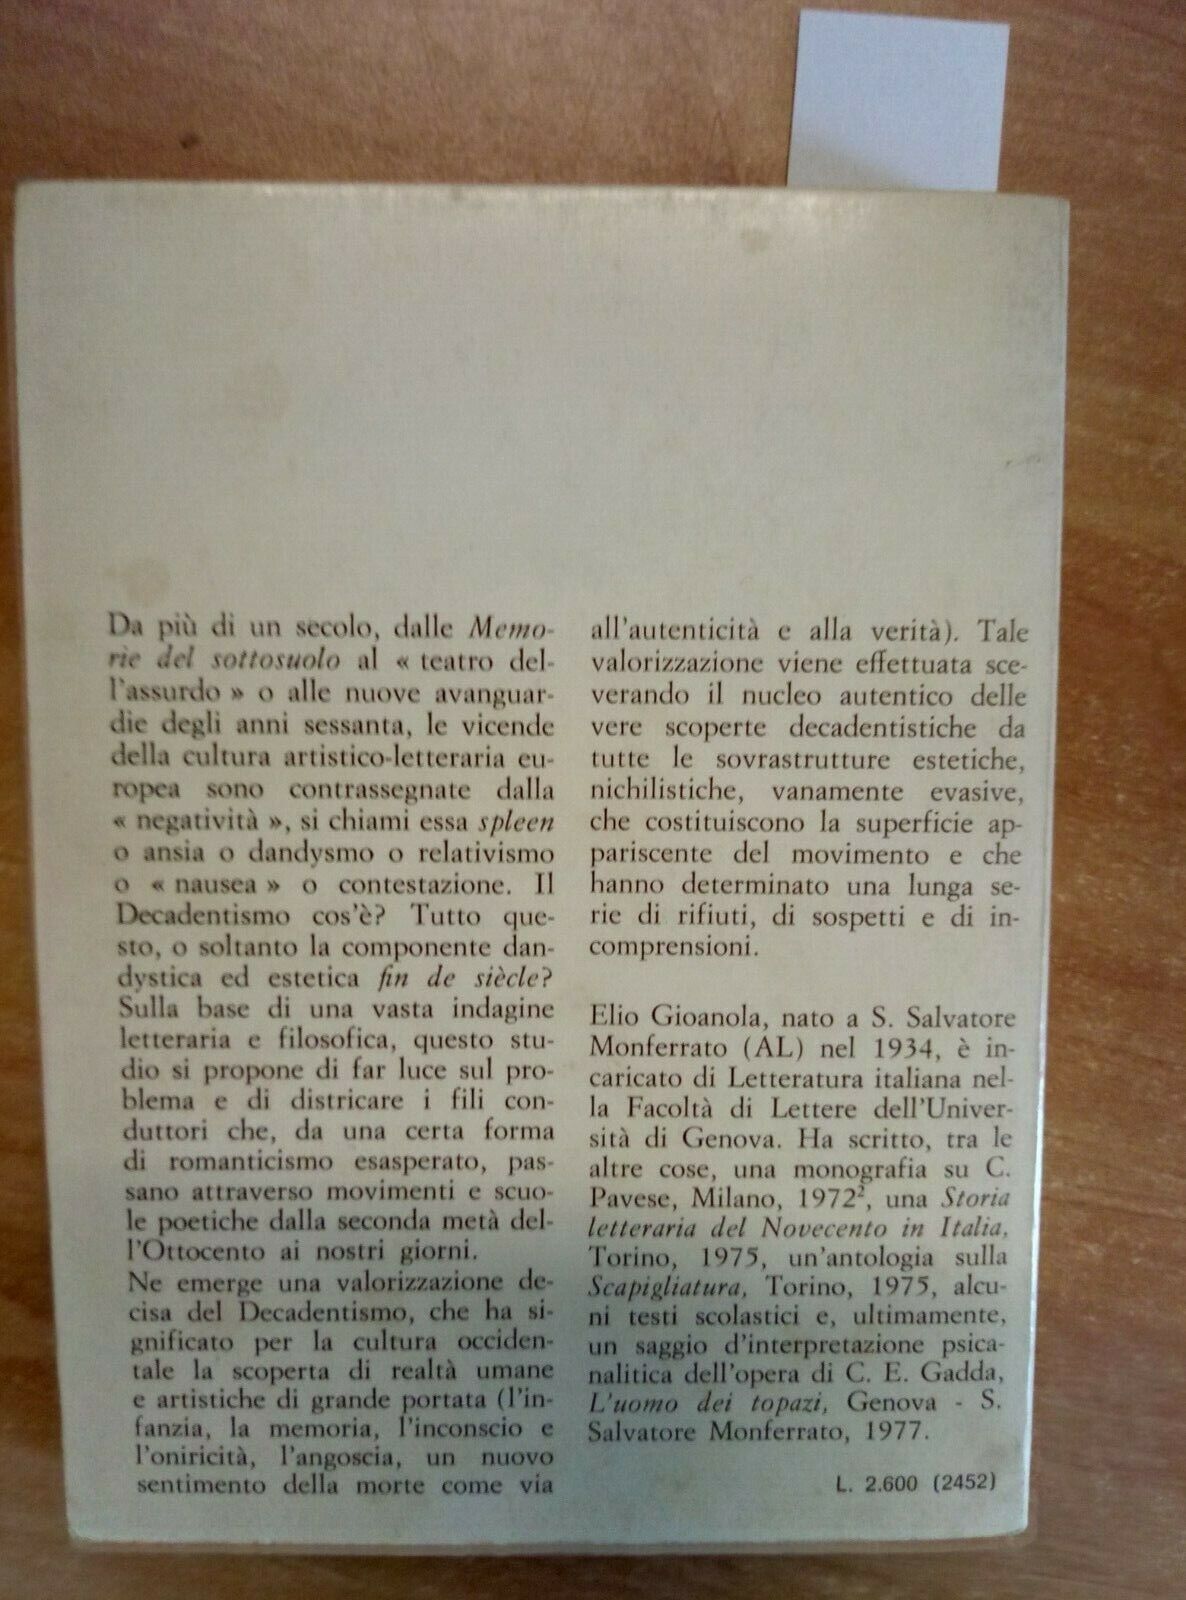 Da più di un secolo, dalle Memo-
rie del sottosuolo al « teatro del-
l'assurdo » o alle nuove avanguar-
die degli anni sessanta, le vicende
della cultura artistico-letteraria eu-
ropea sono contrassegnate dalla
« negatività », si chiami essa spleen
o ansia o dandysmo o relativismo
o « nausea » o contestazione. Il
Decadentismo cos'è? Tutto que-
sto, o soltanto la componente dan-
dystica ed estetica fin de siècle?
Sulla base di una vasta indagine
letteraria e filosofica, questo stu-
dio si propone di far luce sul pro-
blema e di districare i fili con-
duttori che, da una certa forma
di romanticismo esasperato, pas-
sano attraverso movimenti e scuo-
le poetiche dalla seconda metà del-
l'Ottocento ai nostri giorni.
Ne emerge una valorizzazione de-
cisa del Decadentismo, che ha si-
gnificato per la cultura occiden-
tale la scoperta di realtà umane
e artistiche di grande portata (l'in-
fanzia, la memoria, l'inconscio e
l'oniricità, l'angoscia, un nuovo
sentimento della morte come via
all'autenticità e alla verità). Tale
valorizzazione viene effettuata sce-
verando il nucleo autentico delle
vere scoperte decadentistiche da
tutte le sovrastrutture estetiche,
nichilistiche, vanamente evasive,
che costituiscono la superficie ap-
pariscente del movimento e che
hanno determinato una lunga se-
rie di rifiuti, di sospetti e di in-
comprensioni.
Elio Gioanola, nato a S. Salvatore
Monferrato (AL) nel 1934, è in-
caricato di Letteratura italiana nel-
la Facoltà di Lettere dell'Univer-
sità di Genova. Ha scritto, tra le
altre cose, una monografia su C.
Pavese, Milano, 1972², una Storia
letteraria del Novecento in Italia,
Torino, 1975, un'antologia sulla
Scapigliatura, Torino, 1975, alcu-
ni testi scolastici e, ultimamente,
un saggio d'interpretazione psica-
nalitica dell'opera di C. E. Gadda,
L'uomo dei topazi, Genova - S.
Salvatore Monferrato, 1977.
L. 2.600 (2452)